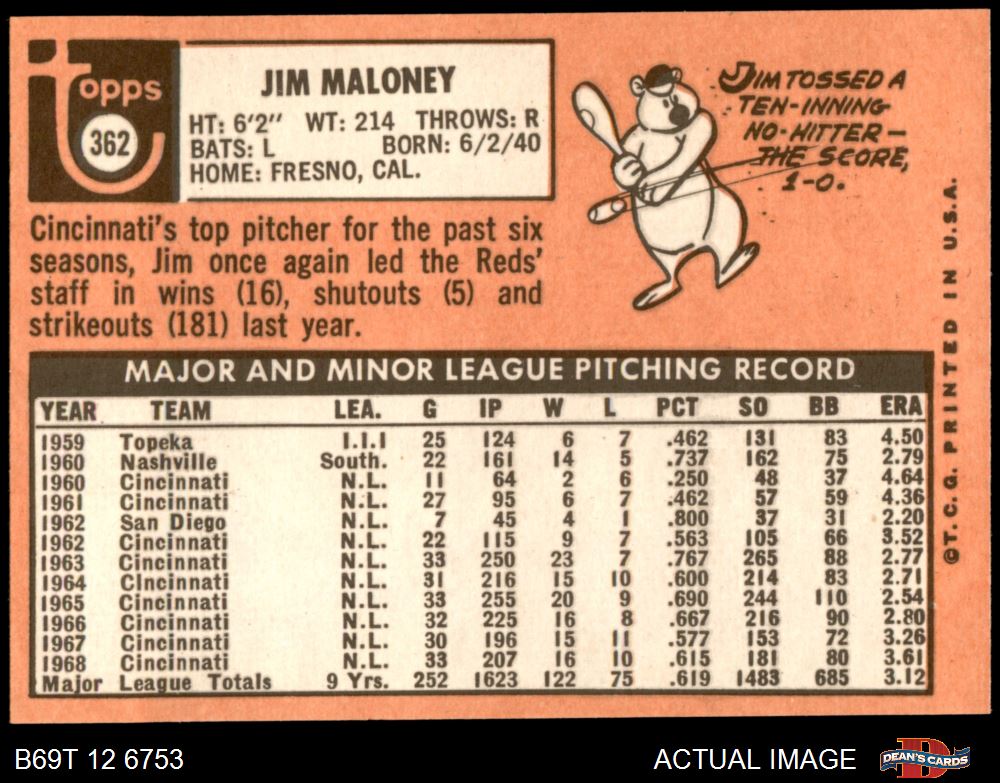 topps
362
JIM MALONEY
HT: 6'2" WT: 214 THROWS: R
BATS: L BORN: 6/2/40
HOME: FRESNO, CAL.
JIM TOSSED A
TEN-INNING
NO-HITTER—
THE SCORE,
1-0.
Cincinnati's top pitcher for the past six
seasons, Jim once again led the Reds'
staff in wins (16), shutouts (5) and
strikeouts (181) last year.
MAJOR AND MINOR LEAGUE PITCHING RECORD
YEAR TEAM LEA. G IP W L PCT SO BB ERA
1959 Topeka I.I.I 25 124 6 7 .462 131 83 4.50
1960 Nashville South. 22 161 14 5 .737 162 75 2.79
1960 Cincinnati N.L. 11 64 2 6 .250 48 37 4.64
1961 Cincinnati N.L. 27 95 6 7 .462 57 59 4.36
1962 San Diego N.L. 7 45 4 1 .800 37 31 2.20
1962 Cincinnati N.L. 22 115 9 7 .563 105 66 3.52
1963 Cincinnati N.L. 33 250 23 7 .767 265 88 2.77
1964 CIncinnati N.L. 31 216 15 10 .600 214 83 2.71
1965 Cincinnati N.L. 33 255 20 9 .690 244 110 2.54
1966 Cincinnati N.L. 32 225 16 8 .667 216 90 2.80
1967 Cincinnati N.L. 30 196 15 11 .577 153 72 3.26
1968 Cincinnati N.L. 33 207 16 10 .615 181 80 3.61
Major League Totals 9 Yrs. 252 1623 122 75 .619 1483 685 3.12
©T.C.G. PRINTED IN U.S.A.
B69T 12 6753
ACTUAL IMAGE
DEAN'S CARDS